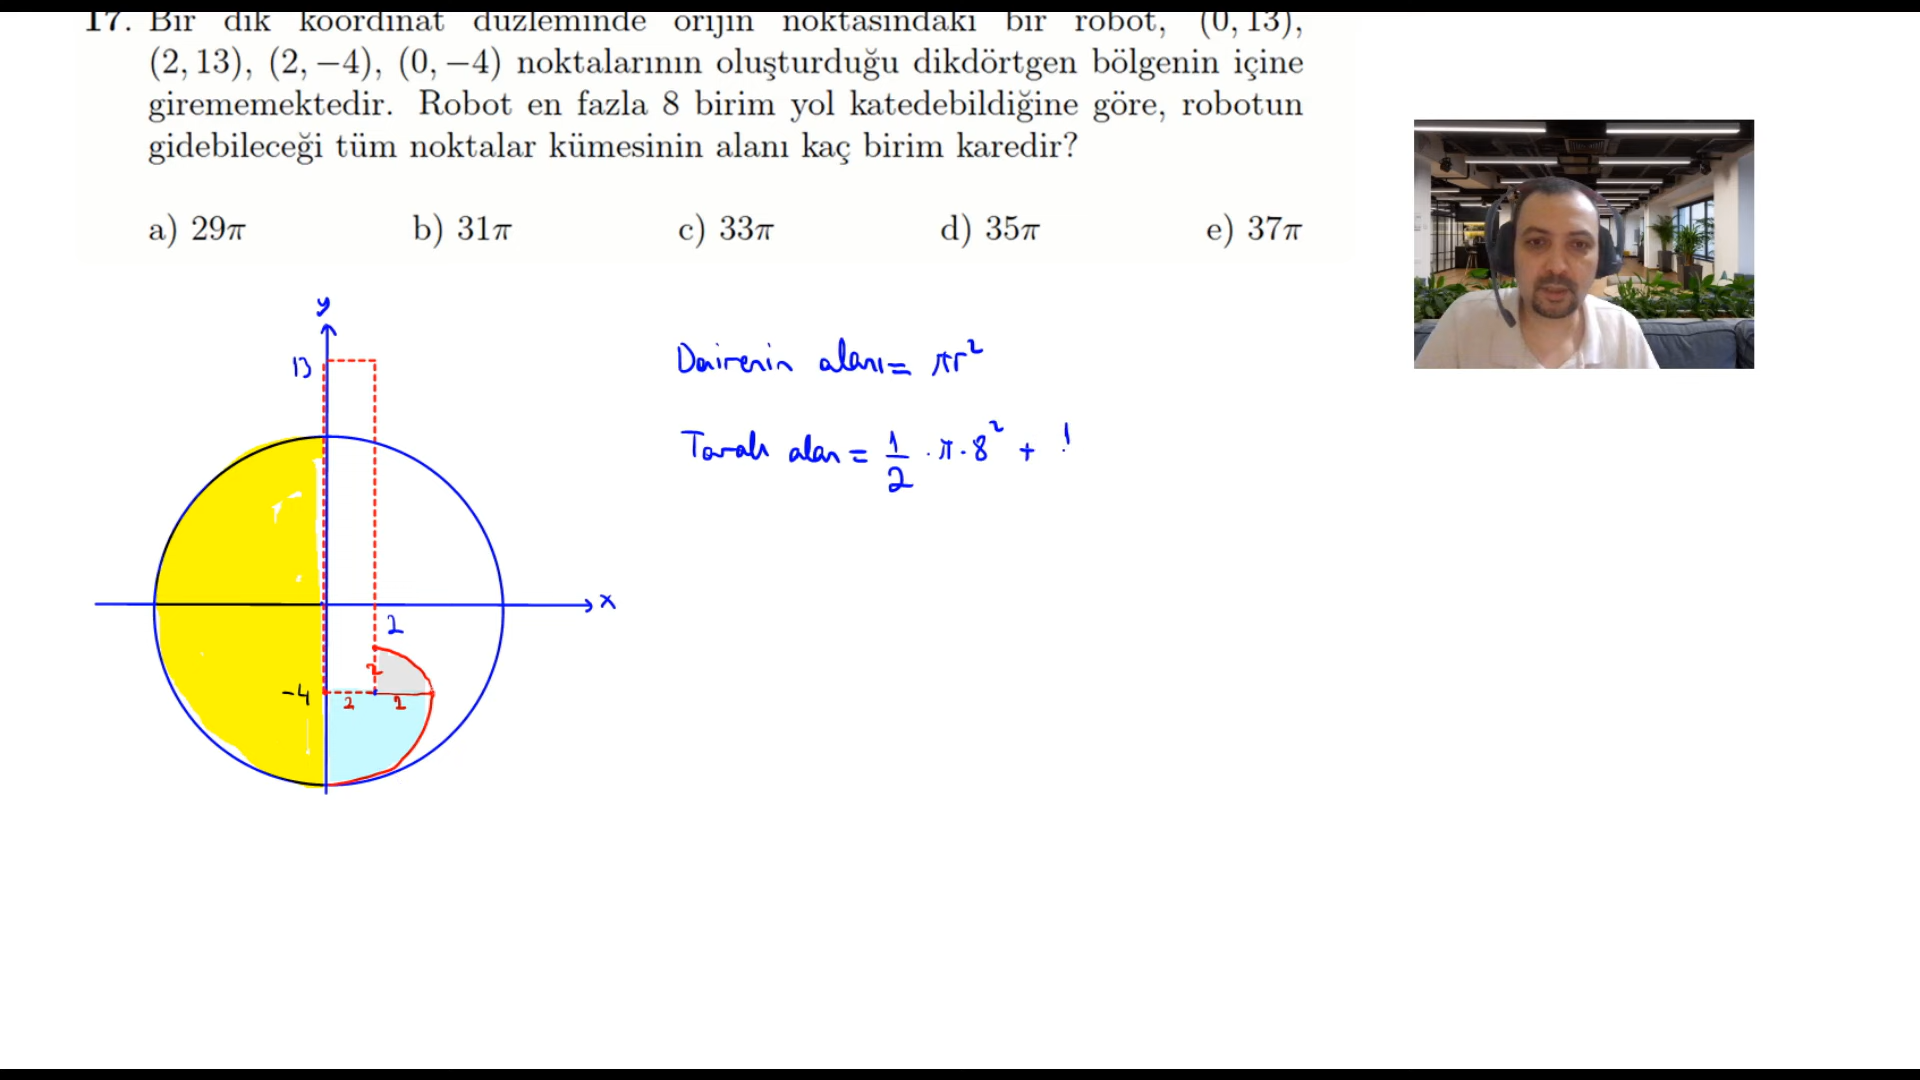 17. Bir dik koordinat düzleminde orijin noktasındaki bir robot, (0, 13),
(2, 13), (2, −4), (0, −4) noktalarının oluşturduğu dikdörtgen bölgenin içine
girememektedir. Robot en fazla 8 birim yol katedebildiğine göre, robotun
gidebileceği tüm noktalar kümesinin alanı kaç birim karedir?
a) 29π b) 31π c) 33π d) 35π e) 37π
y
13
Dairenin alanı = πr²
Taralı alan = 1/2 · π · 8² +
x
2
2
-4
2 2